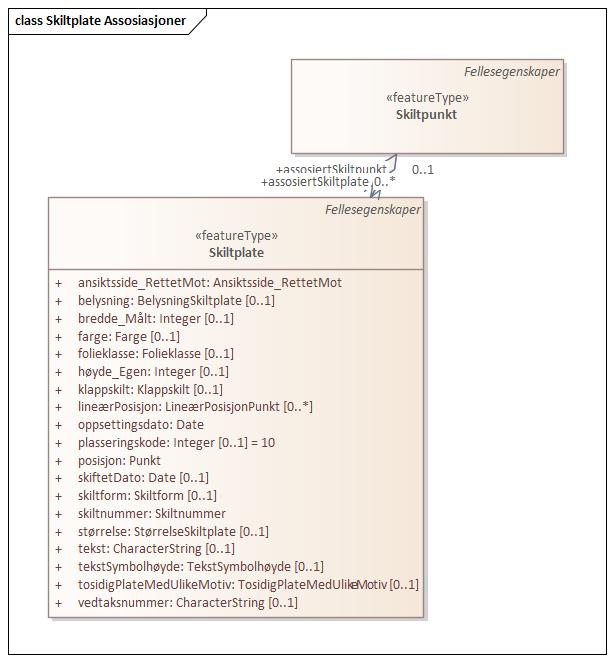 class Skiltplate Assosiasjoner
Fellesegenskaper
«featureType»
Skiltpunkt
+assosiertSkiltpunkt 0..1
+assosiertSkiltplate 0..*
Fellesegenskaper
«featureType»
Skiltplate
+ ansiktsside_RettetMot: Ansiktsside_RettetMot
+ belysning: BelysningSkiltplate [0..1]
+ bredde_Målt: Integer [0..1]
+ farge: Farge [0..1]
+ folieklasse: Folieklasse [0..1]
+ høyde_Egen: Integer [0..1]
+ klappskilt: Klappskilt [0..1]
+ lineærPosisjon: LineærPosisjonPunkt [0..*]
+ oppsettingsdato: Date
+ plasseringskode: Integer [0..1] = 10
+ posisjon: Punkt
+ skiftetDato: Date [0..1]
+ skiltform: Skiltform [0..1]
+ skiltnummer: Skiltnummer
+ størrelse: StørrelseSkiltplate [0..1]
+ tekst: CharacterString [0..1]
+ tekstSymbolhøyde: TekstSymbolhøyde [0..1]
+ tosidigPlateMedUlikeMotiv: TosidigPlateMedUlikeMotiv [0..1]
+ vedtaksnummer: CharacterString [0..1]